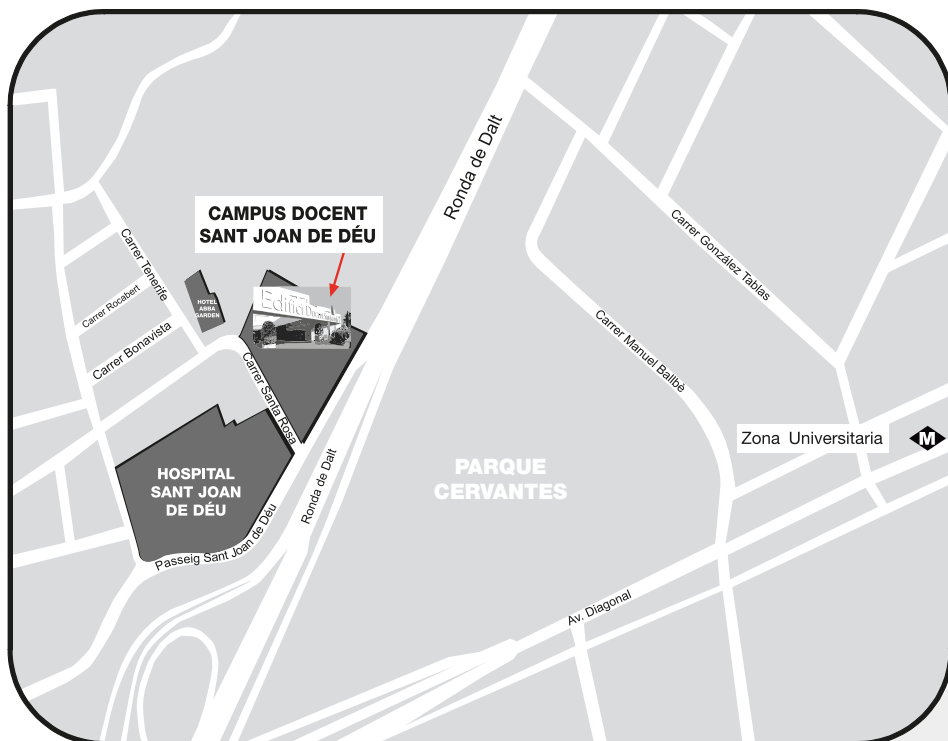 Ronda de Dalt
CAMPUS DOCENT
SANT JOAN DE DÉU
Carrer González Tablas
Carrer Tenerife
HOTEL
ABBA
GARDEN
Edifici Docent
Carrer Rocabert
Carrer Bonavista
Carrer Manuel Ballbé
Carrer Santa Rosa
Zona Universitaria
M
PARQUE
CERVANTES
HOSPITAL
SANT JOAN
DE DÉU
Ronda de Dalt
Passeig Sant Joan de Déu
Av. Diagonal